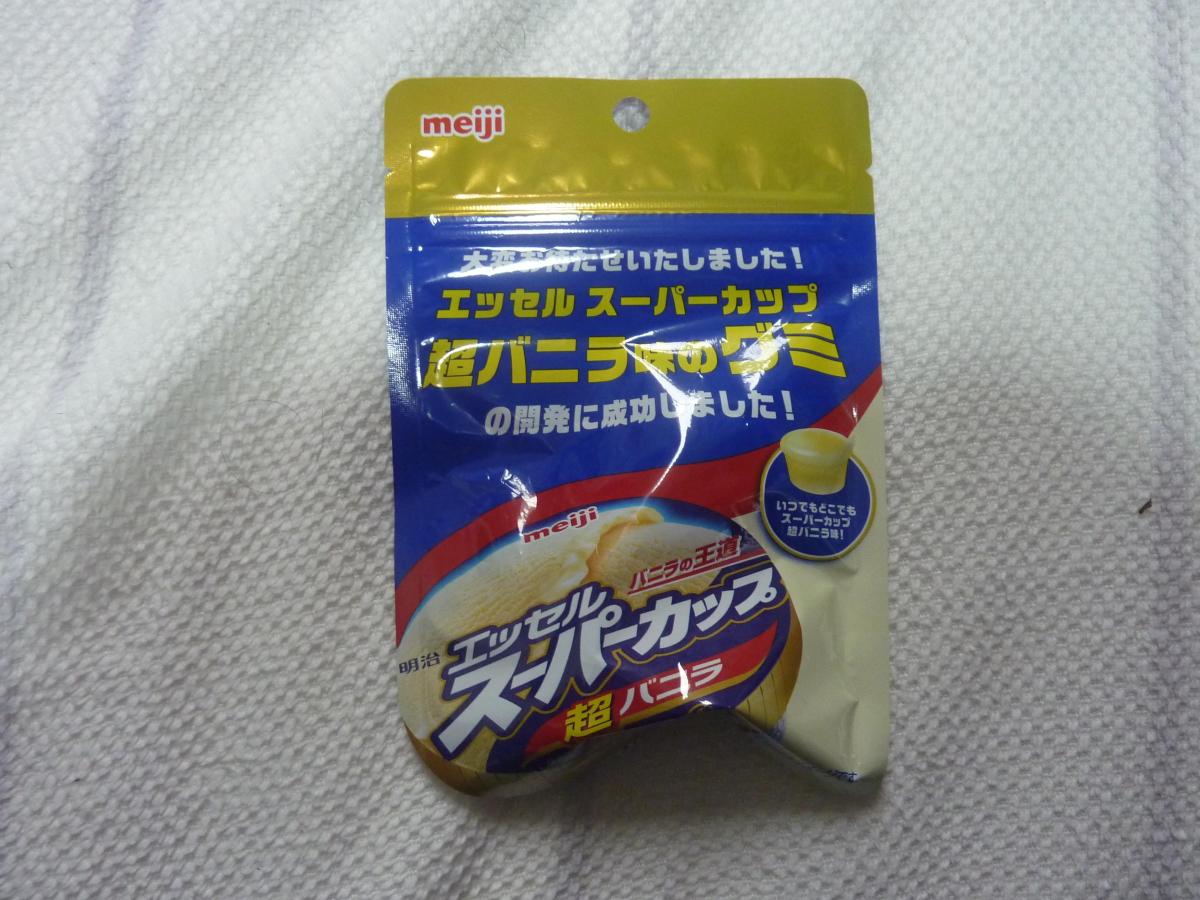 meiji
大変お待たせいたしました!
エッセル スーパーカップ
超バニラ味のグミ
の開発に成功しました!
いつでもどこでも
スーパーカップ
超バニラ味!
meiji
バニラの王道
明治
エッセル
スーパーカップ
超バニラ